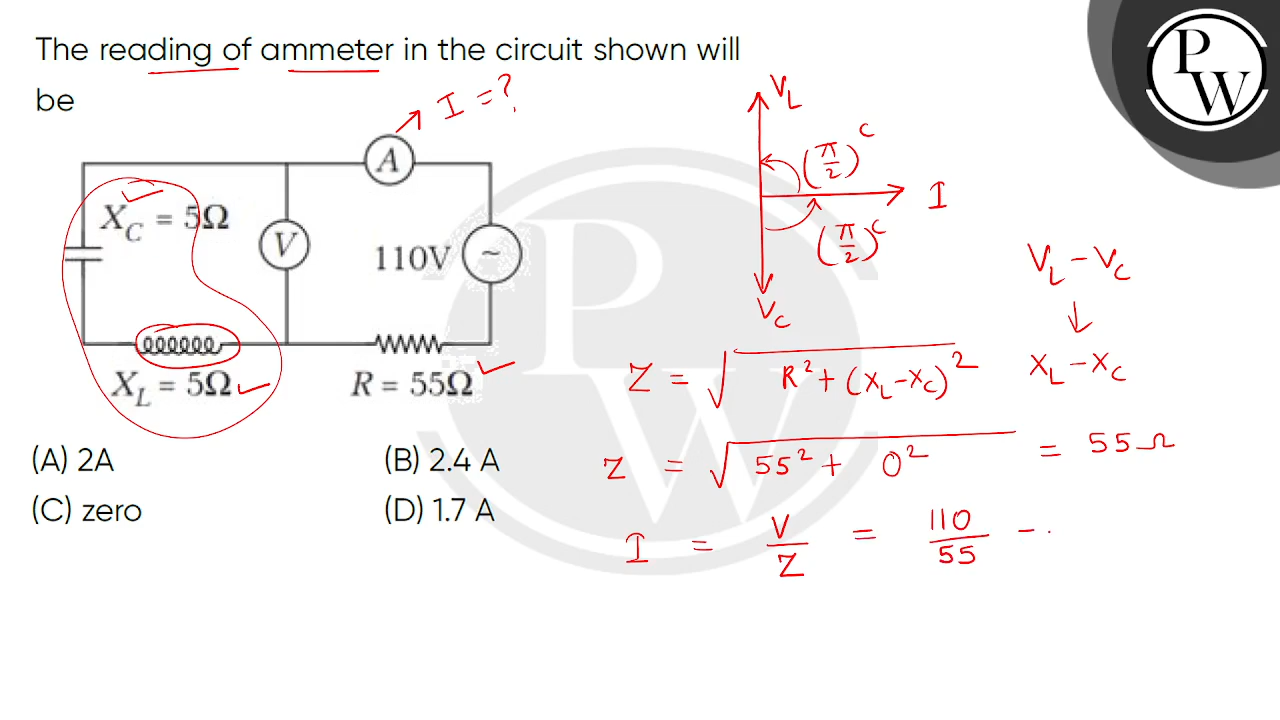 The reading of ammeter in the circuit shown will
be
I = ?
A
X_C = 5Ω
V
110V
~
X_L = 5Ω
R = 55Ω
(A) 2A
(B) 2.4 A
(C) zero
(D) 1.7 A
V_L
(π/2)^c
I
(π/2)^c
V_C
V_L - V_C
↓
X_L - X_C
Z = √(R² + (X_L - X_C)²)
Z = √(55² + 0²) = 55 Ω
I = V/Z = 110/55 -
PW
PW